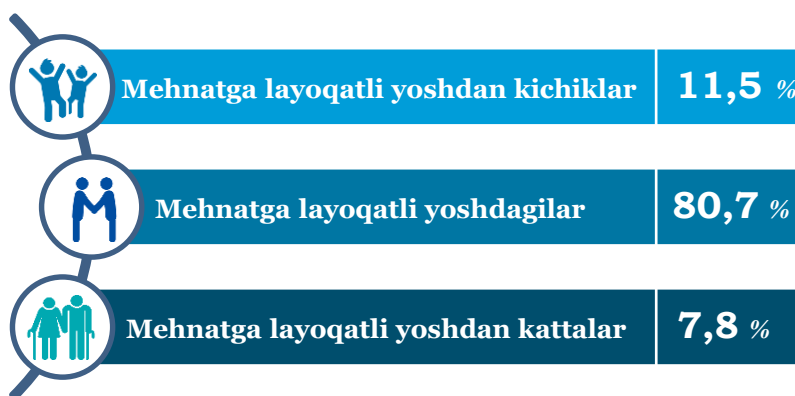 Mehnatga layoqatli yoshdan kichiklar 11,5 %
Mehnatga layoqatli yoshdagilar 80,7 %
Mehnatga layoqatli yoshdan kattalar 7,8 %